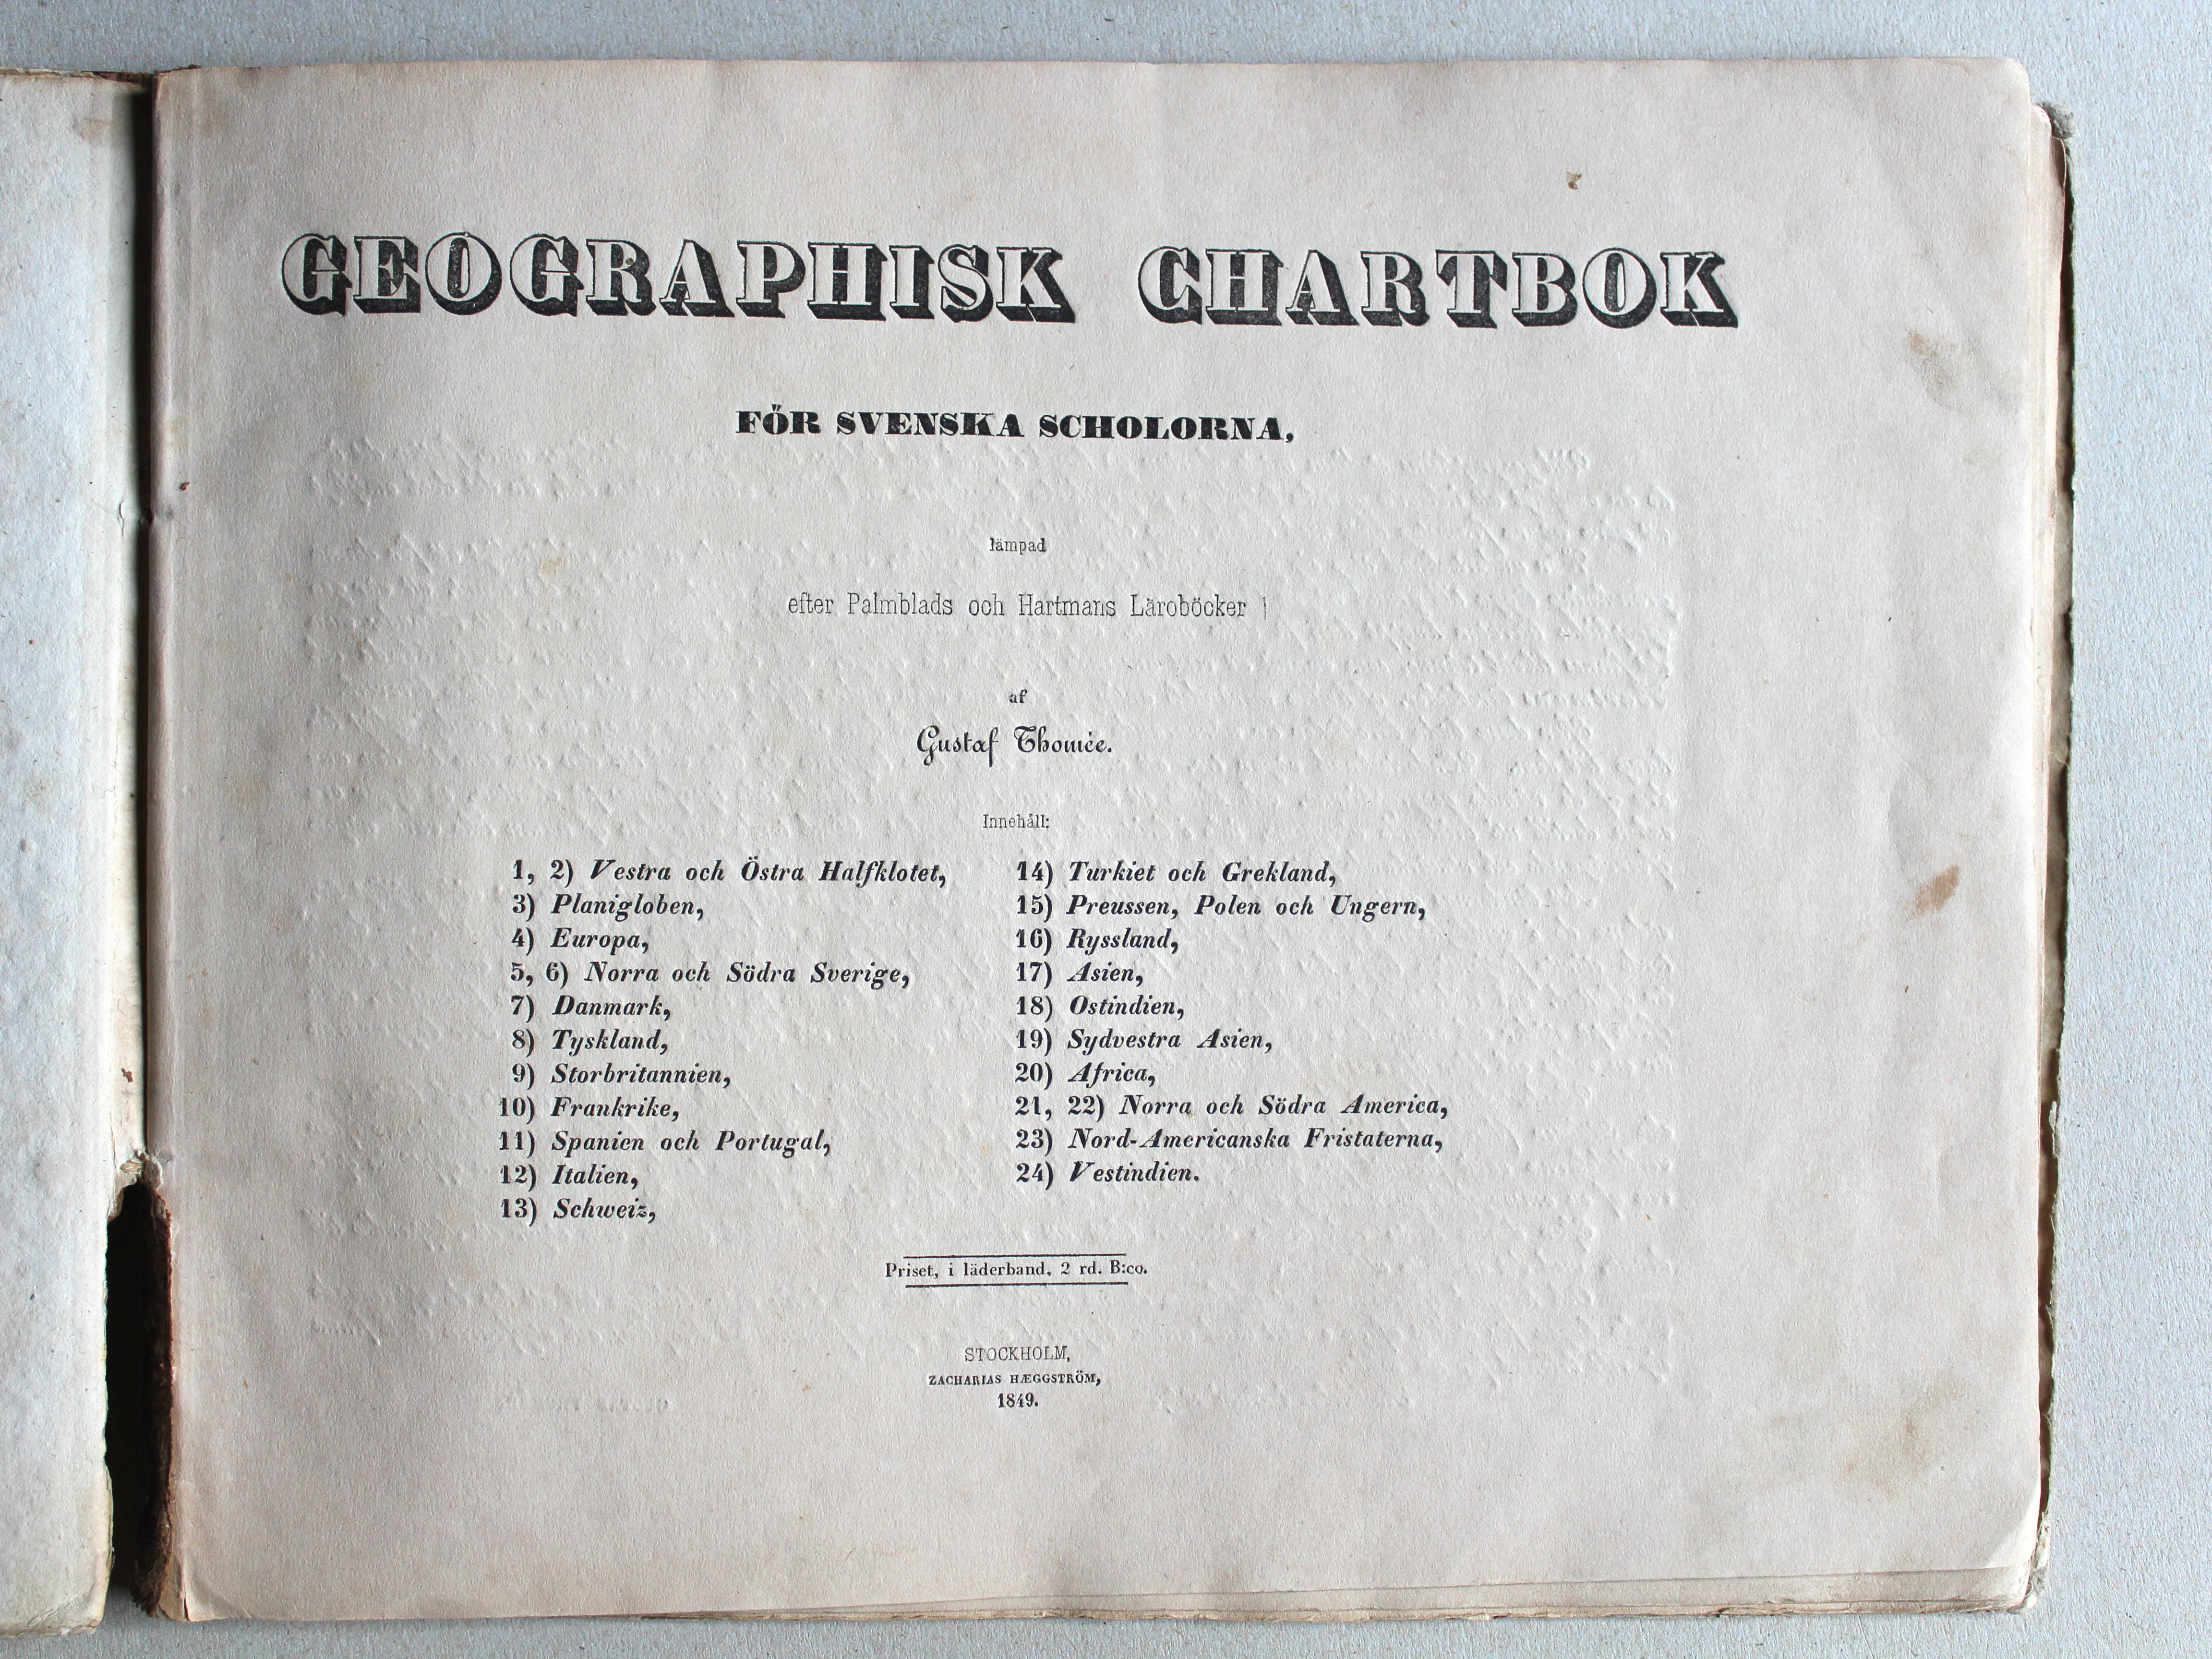 GEOGRAPHISK CHARTBOK
FÖR SVENSKA SCHOLORNA,
lämpad
efter Palmblads och Hartmans Läroböcker
af
Gustaf Thomée.
Innehåll:
1, 2) Vestra och Östra Halfklotet,
3) Planigloben,
4) Europa,
5, 6) Norra och Södra Sverige,
7) Danmark,
8) Tyskland,
9) Storbritannien,
10) Frankrike,
11) Spanien och Portugal,
12) Italien,
13) Schweiz,
14) Turkiet och Grekland,
15) Preussen, Polen och Ungern,
16) Ryssland,
17) Asien,
18) Ostindien,
19) Sydvestra Asien,
20) Africa,
21, 22) Norra och Södra America,
23) Nord-Americanska Fristaterna,
24) Vestindien.
Priset, i läderband, 2 rd. B:co.
STOCKHOLM,
ZACHARIAS HÆGGSTRÖM,
1849.